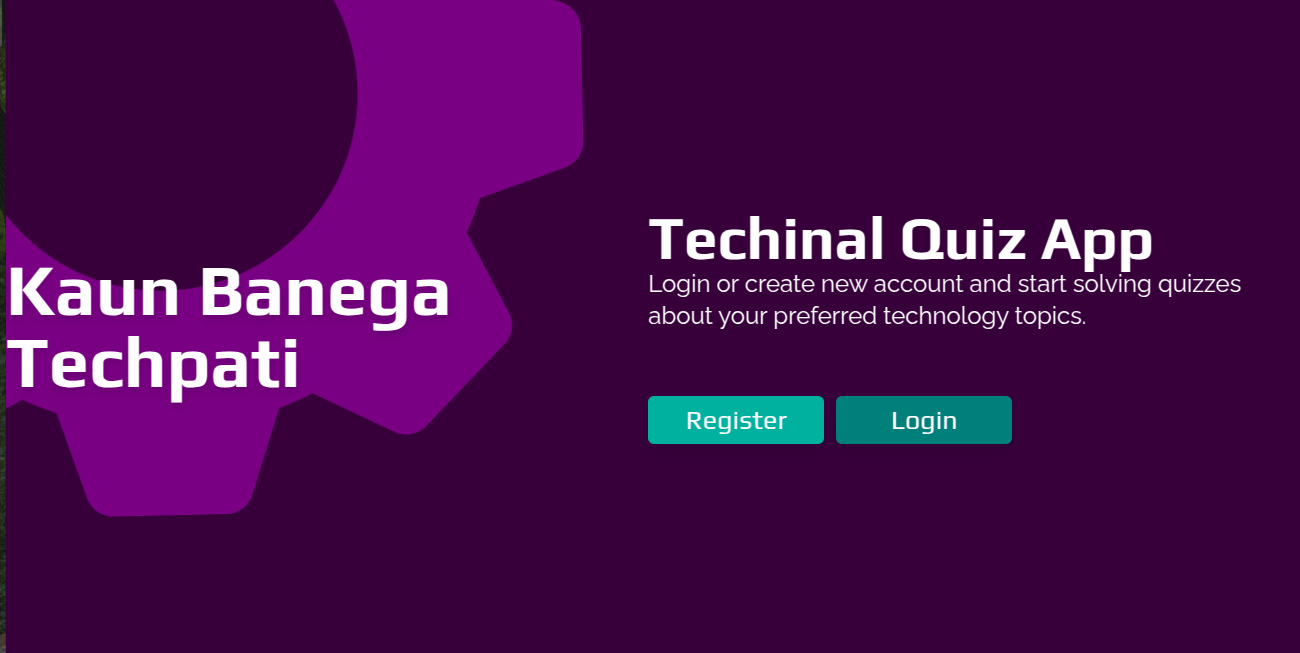 Kaun Banega
Techpati
Techinal Quiz App
Login or create new account and start solving quizzes
about your preferred technology topics.
Register
Login